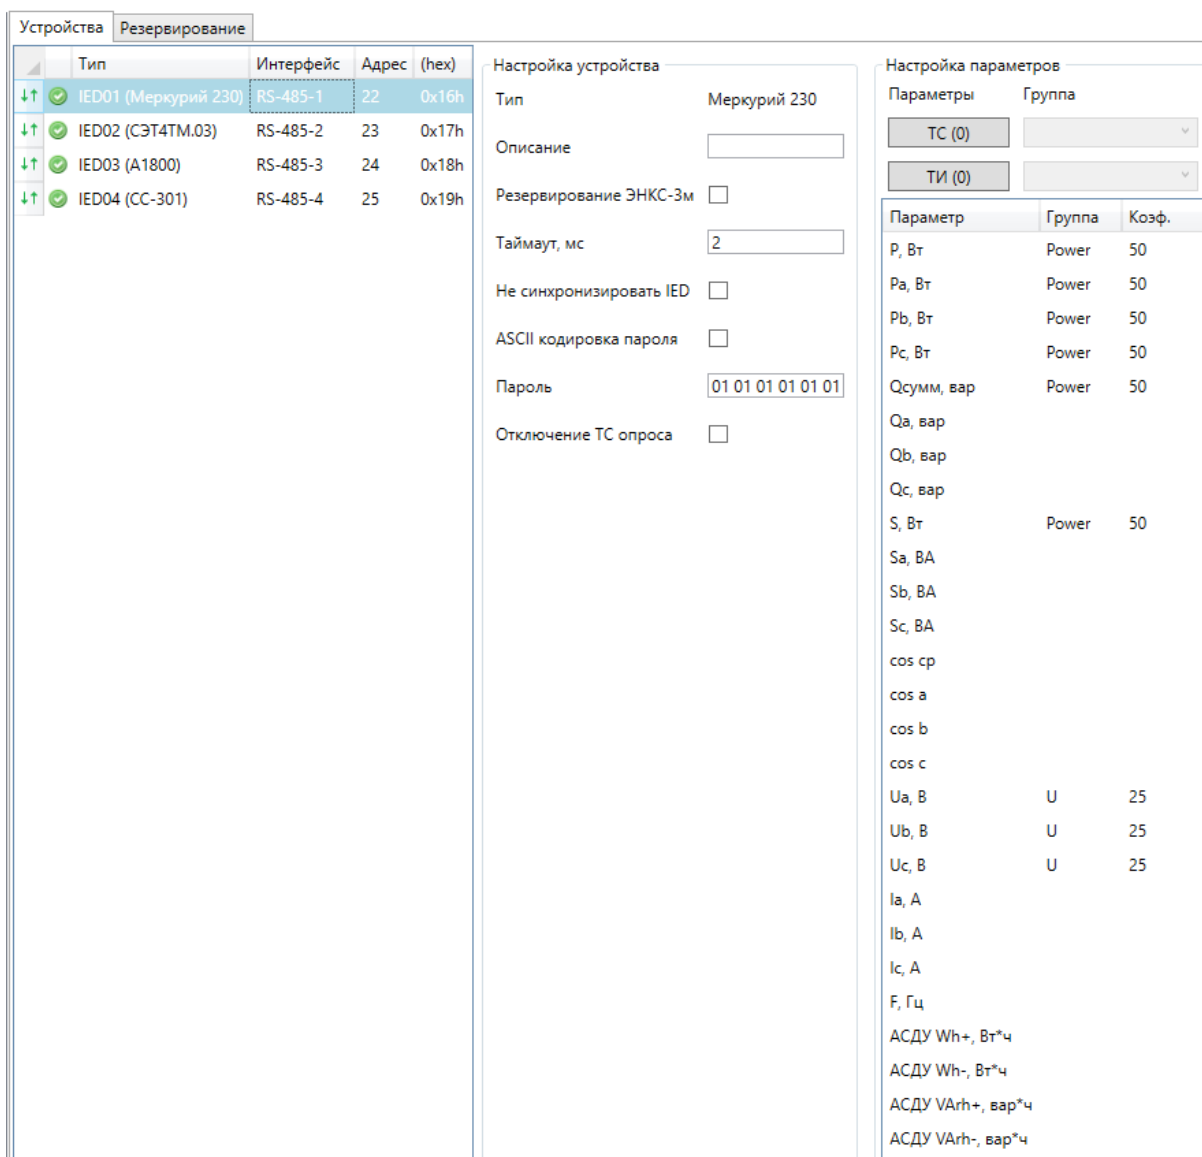 Устройства Резервирование
Тип Интерфейс Адрес (hex)
IED01 (Меркурий 230) RS-485-1 22 0x16h
IED02 (СЭТ4ТМ.03) RS-485-2 23 0x17h
IED03 (A1800) RS-485-3 24 0x18h
IED04 (СС-301) RS-485-4 25 0x19h
Настройка устройства
Тип Меркурий 230
Описание
Резервирование ЭНКС-3м
Таймаут, мс 2
Не синхронизировать IED
ASCII кодировка пароля
Пароль 01 01 01 01 01 01
Отключение ТС опроса
Настройка параметров
Параметры Группа
ТС (0)
ТИ (0)
Параметр Группа Коэф.
P, Вт Power 50
Pa, Вт Power 50
Pb, Вт Power 50
Pc, Вт Power 50
Qсумм, вар Power 50
Qa, вар
Qb, вар
Qc, вар
S, Вт Power 50
Sa, ВА
Sb, ВА
Sc, ВА
cos ср
cos a
cos b
cos c
Ua, В U 25
Ub, В U 25
Uc, В U 25
Ia, А
Ib, А
Ic, А
F, Гц
АСДУ Wh+, Вт*ч
АСДУ Wh-, Вт*ч
АСДУ VArh+, вар*ч
АСДУ VArh-, вар*ч